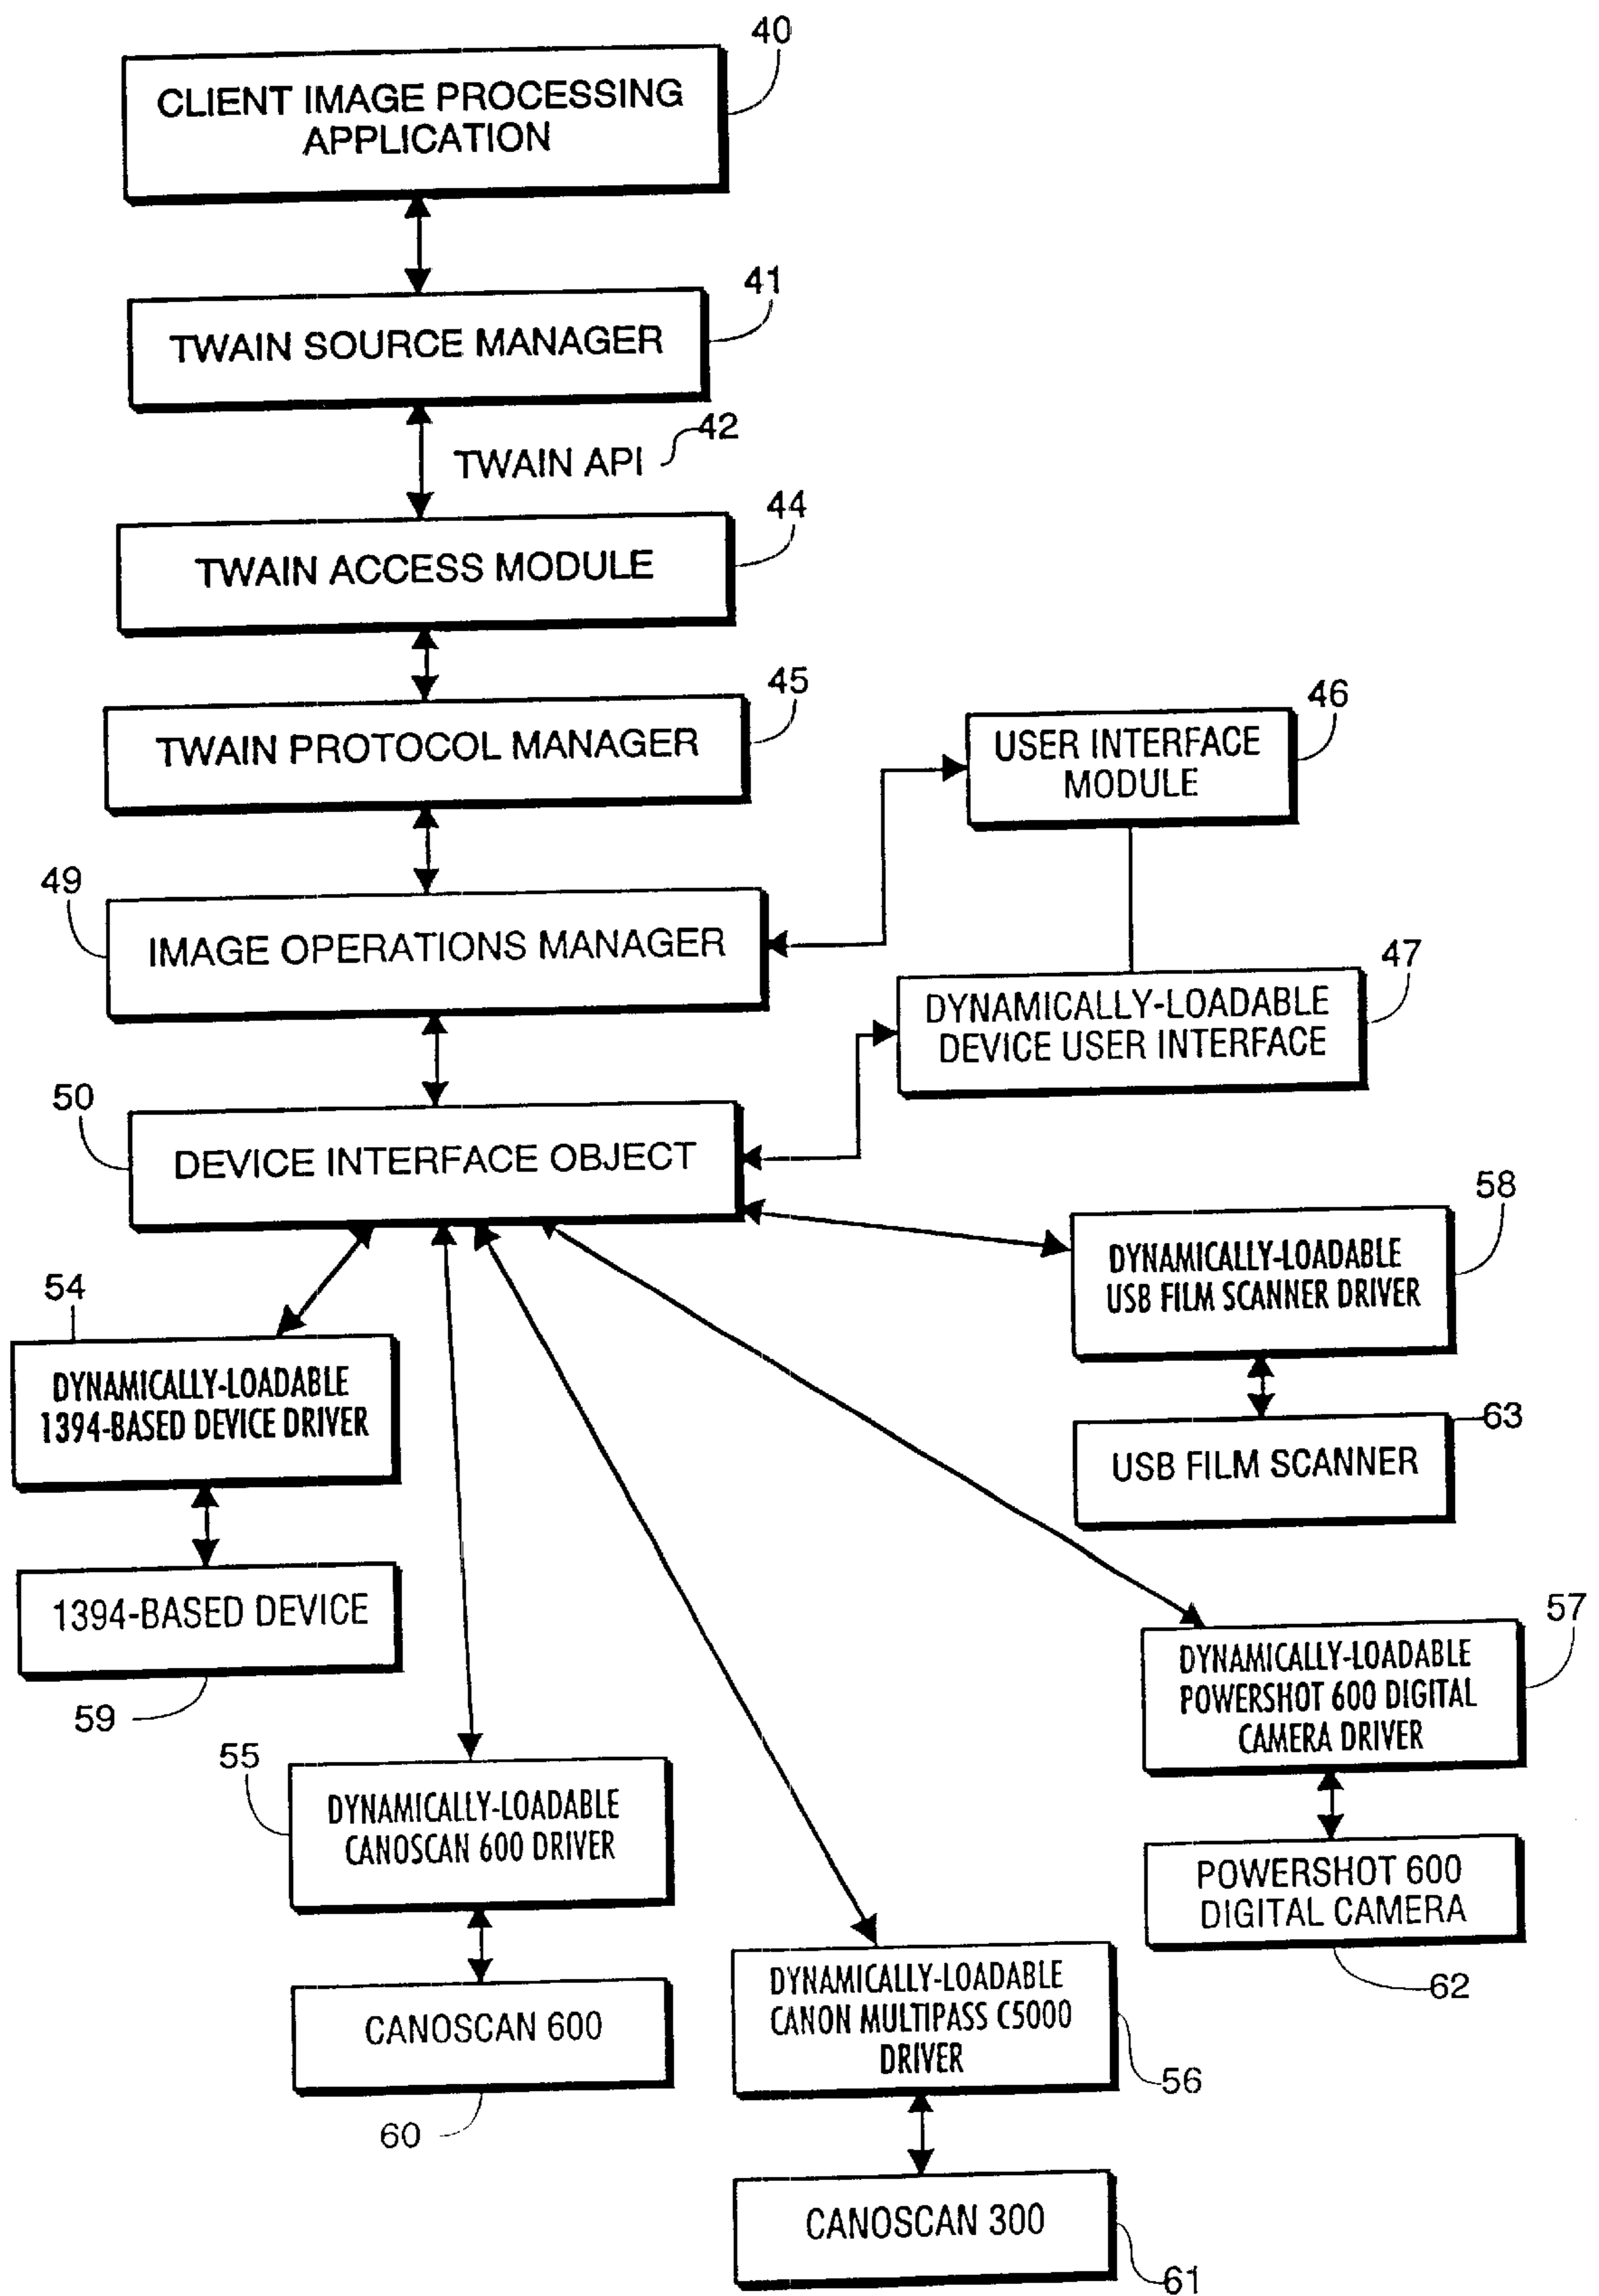 40
CLIENT IMAGE PROCESSING
APPLICATION
41
TWAIN SOURCE MANAGER
42
TWAIN API
44
TWAIN ACCESS MODULE
45
TWAIN PROTOCOL MANAGER
46
USER INTERFACE
MODULE
49
IMAGE OPERATIONS MANAGER
47
DYNAMICALLY-LOADABLE
DEVICE USER INTERFACE
50
DEVICE INTERFACE OBJECT
58
DYNAMICALLY-LOADABLE
USB FILM SCANNER DRIVER
54
DYNAMICALLY-LOADABLE
1394-BASED DEVICE DRIVER
63
USB FILM SCANNER
1394-BASED DEVICE
59
57
DYNAMICALLY-LOADABLE
POWERSHOT 600 DIGITAL
CAMERA DRIVER
55
DYNAMICALLY-LOADABLE
CANOSCAN 600 DRIVER
POWERSHOT 600
DIGITAL CAMERA
62
CANOSCAN 600
60
DYNAMICALLY-LOADABLE
CANON MULTIPASS C5000
DRIVER
56
CANOSCAN 300
61